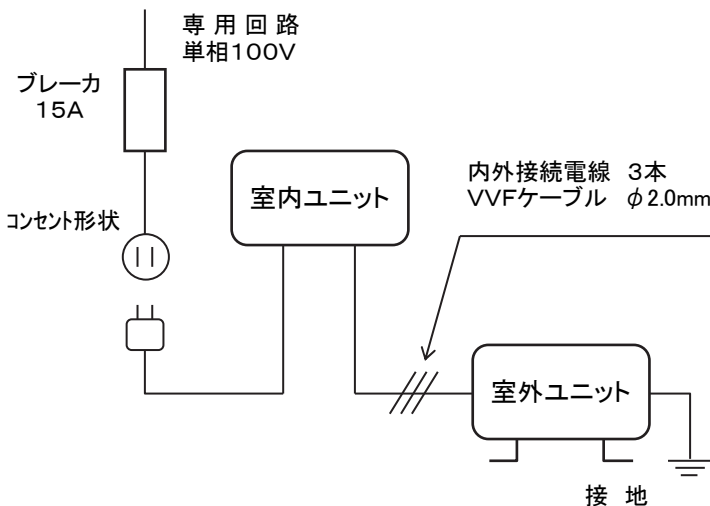 専用回路
単相100V
ブレーカ
15A
室内ユニット
内外接続電線 3本
VVFケーブル φ2.0mm
コンセント形状
室外ユニット
接地